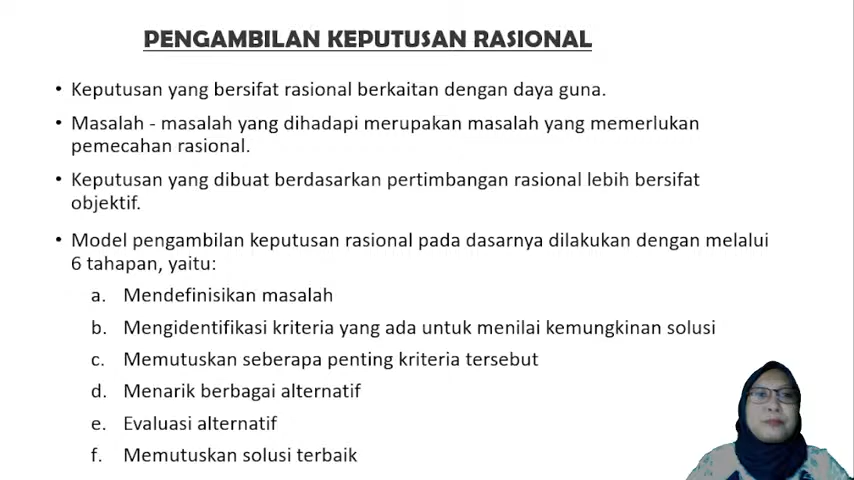 PENGAMBILAN KEPUTUSAN RASIONAL
• Keputusan yang bersifat rasional berkaitan dengan daya guna.
• Masalah - masalah yang dihadapi merupakan masalah yang memerlukan
pemecahan rasional.
• Keputusan yang dibuat berdasarkan pertimbangan rasional lebih bersifat
objektif.
• Model pengambilan keputusan rasional pada dasarnya dilakukan dengan melalui
6 tahapan, yaitu:
a. Mendefinisikan masalah
b. Mengidentifikasi kriteria yang ada untuk menilai kemungkinan solusi
c. Memutuskan seberapa penting kriteria tersebut
d. Menarik berbagai alternatif
e. Evaluasi alternatif
f. Memutuskan solusi terbaik